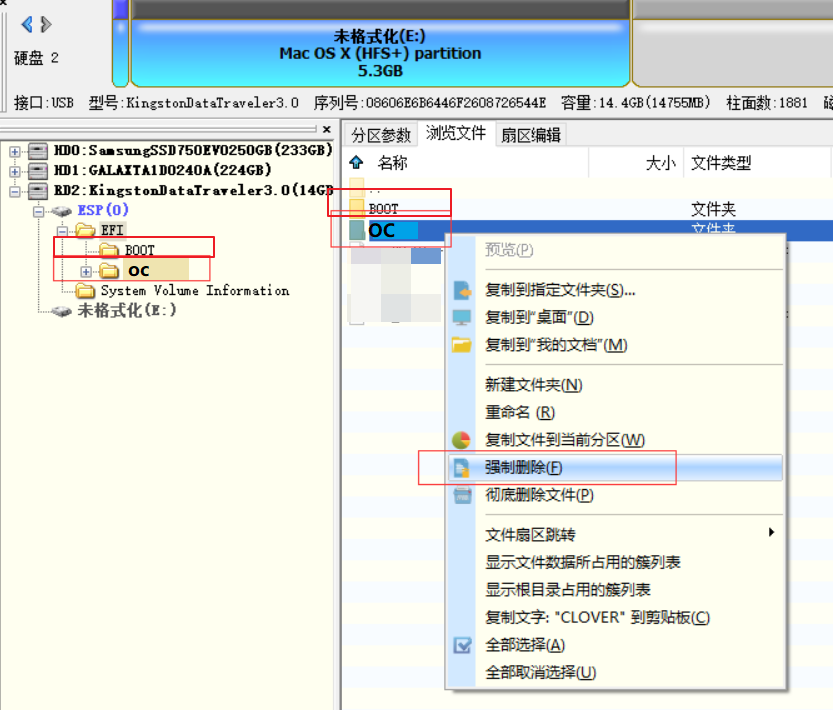 未格式化(E:)
Mac OS X (HFS+) partition
5.3GB
硬盘 2
接口:USB 型号:KingstonDataTraveler3.0 序列号:08606E6B6446F2608726544E 容量:14.4GB(14755MB) 柱面数:1881
HD0:SamsungSSD750EVO250GB(233GB)
HD1:GALAXTA1D0240A(224GB)
RD2:KingstonDataTraveler3.0(14GB
ESP(0)
EFI
BOOT
OC
System Volume Information
未格式化(E:)
分区参数 浏览文件 扇区编辑
名称 大小 文件类型
..
BOOT 文件夹
OC 文件夹
预览(P)
复制到指定文件夹(S)...
复制到“桌面”(D)
复制到“我的文档”(M)
新建文件夹(N)
重命名 (R)
复制文件到当前分区(W)
强制删除(F)
彻底删除文件(P)
文件扇区跳转
显示文件数据所占用的簇列表
显示根目录占用的簇列表
复制文字: "CLOVER" 到剪贴板(C)
全部选择(A)
全部取消选择(U)